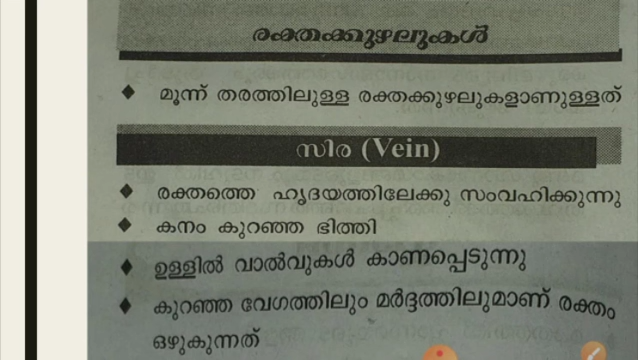 രക്തക്കുഴലുകൾ
♦ മൂന്ന് തരത്തിലുള്ള രക്തക്കുഴലുകളാണുള്ളത്
സിര (Vein)
♦ രക്തത്തെ ഹൃദയത്തിലേക്കു സംവഹിക്കുന്നു
♦ കനം കുറഞ്ഞ ഭിത്തി
♦ ഉള്ളിൽ വാൽവുകൾ കാണപ്പെടുന്നു
♦ കുറഞ്ഞ വേഗത്തിലും മർദ്ദത്തിലുമാണ് രക്തം
ഒഴുകുന്നത്